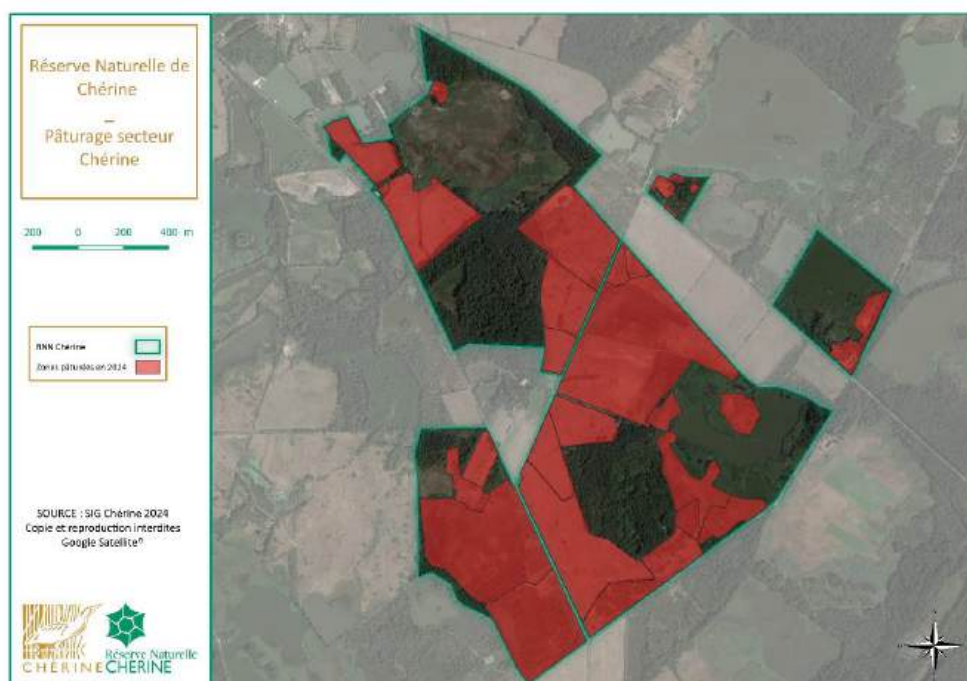 Réserve Naturelle de
Chérine
–
Pâturage secteur
Chérine
200 0 200 400 m
RNN Chérine
Zones pâturées en 2024
SOURCE : SIG Chérine 2024
Copie et reproduction interdites
Google Satellite®
CHÉRINE
Réserve Naturelle
CHERINE